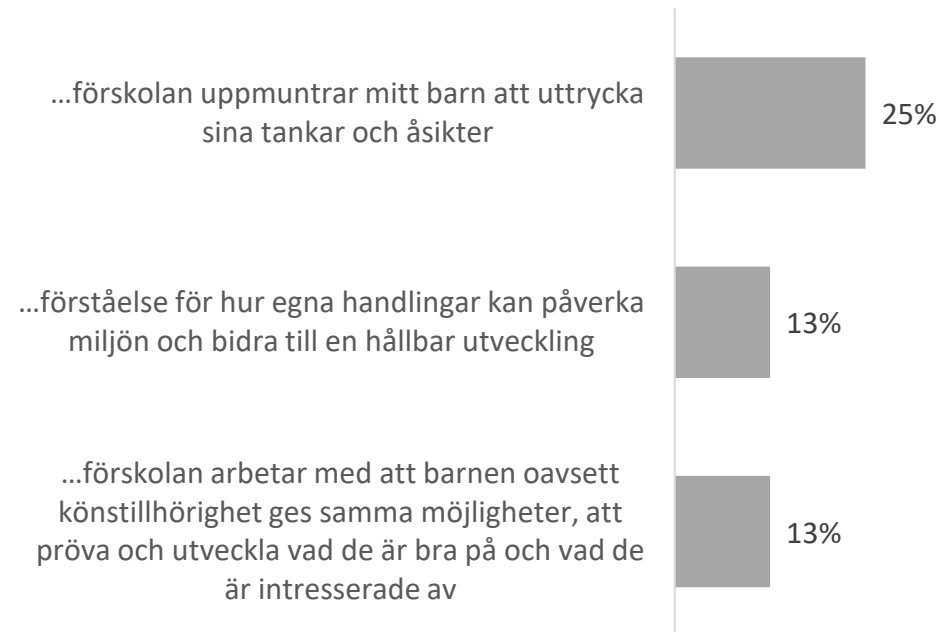 ...förskolan uppmuntrar mitt barn att uttrycka
sina tankar och åsikter
25%
...förståelse för hur egna handlingar kan påverka
miljön och bidra till en hållbar utveckling
13%
...förskolan arbetar med att barnen oavsett
könstillhörighet ges samma möjligheter, att
pröva och utveckla vad de är bra på och vad de
är intresserade av
13%